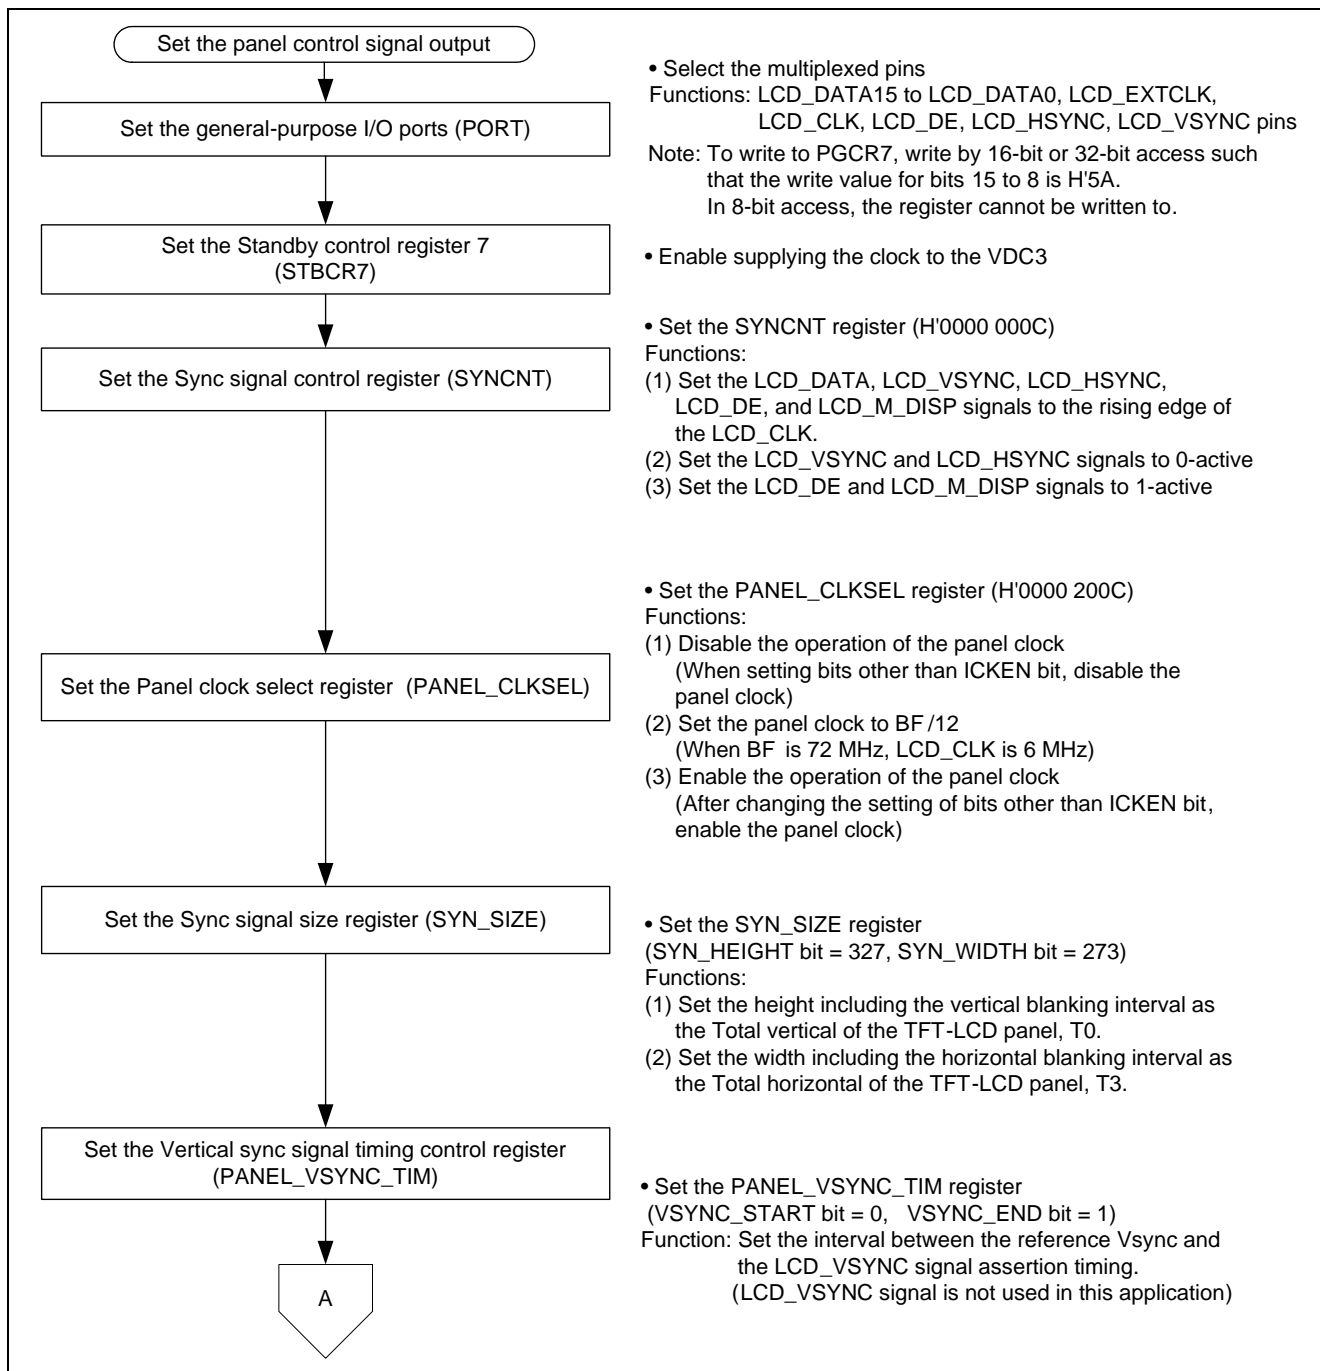 Set the panel control signal output
Set the general-purpose I/O ports (PORT)
• Select the multiplexed pins
Functions: LCD_DATA15 to LCD_DATA0, LCD_EXTCLK,
LCD_CLK, LCD_DE, LCD_HSYNC, LCD_VSYNC pins
Note: To write to PGCR7, write by 16-bit or 32-bit access such
that the write value for bits 15 to 8 is H'5A.
In 8-bit access, the register cannot be written to.
Set the Standby control register 7
(STBCR7)
• Enable supplying the clock to the VDC3
Set the Sync signal control register (SYNCNT)
• Set the SYNCNT register (H'0000 000C)
Functions:
(1) Set the LCD_DATA, LCD_VSYNC, LCD_HSYNC,
LCD_DE, and LCD_M_DISP signals to the rising edge of
the LCD_CLK.
(2) Set the LCD_VSYNC and LCD_HSYNC signals to 0-active
(3) Set the LCD_DE and LCD_M_DISP signals to 1-active
Set the Panel clock select register (PANEL_CLKSEL)
• Set the PANEL_CLKSEL register (H'0000 200C)
Functions:
(1) Disable the operation of the panel clock
(When setting bits other than ICKEN bit, disable the
panel clock)
(2) Set the panel clock to BF /12
(When BF is 72 MHz, LCD_CLK is 6 MHz)
(3) Enable the operation of the panel clock
(After changing the setting of bits other than ICKEN bit,
enable the panel clock)
Set the Sync signal size register (SYN_SIZE)
• Set the SYN_SIZE register
(SYN_HEIGHT bit = 327, SYN_WIDTH bit = 273)
Functions:
(1) Set the height including the vertical blanking interval as
the Total vertical of the TFT-LCD panel, T0.
(2) Set the width including the horizontal blanking interval as
the Total horizontal of the TFT-LCD panel, T3.
Set the Vertical sync signal timing control register
(PANEL_VSYNC_TIM)
• Set the PANEL_VSYNC_TIM register
(VSYNC_START bit = 0, VSYNC_END bit = 1)
Function: Set the interval between the reference Vsync and
the LCD_VSYNC signal assertion timing.
(LCD_VSYNC signal is not used in this application)
A